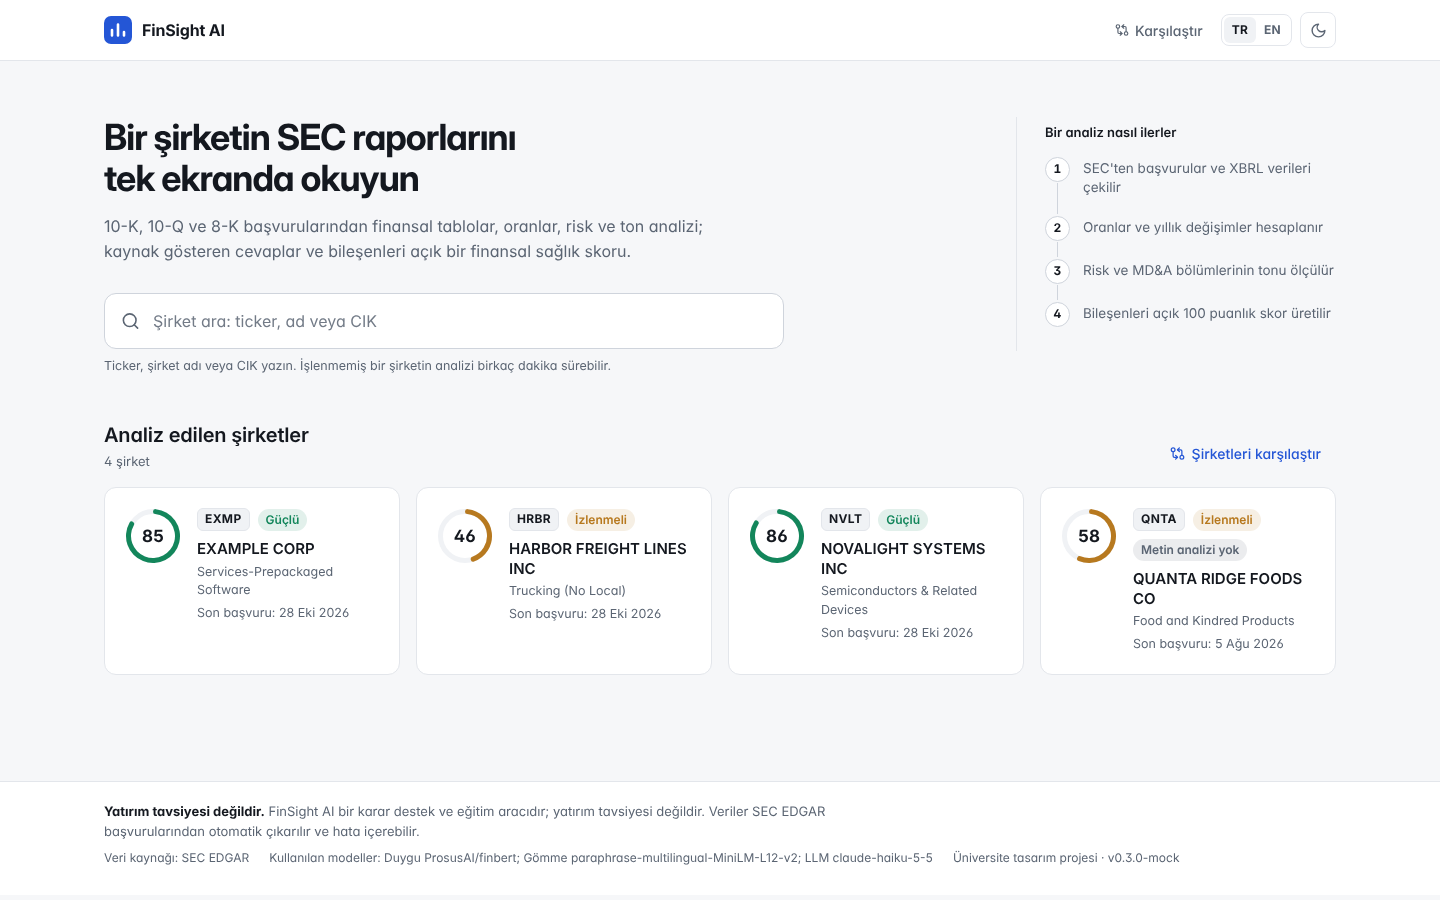 FinSight AI
Karşılaştır
TR EN
Bir şirketin SEC raporlarını
tek ekranda okuyun
10-K, 10-Q ve 8-K başvurularından finansal tablolar, oranlar, risk ve ton analizi;
kaynak gösteren cevaplar ve bileşenleri açık bir finansal sağlık skoru.
Şirket ara: ticker, ad veya CIK
Ticker, şirket adı veya CIK yazın. İşlenmemiş bir şirketin analizi birkaç dakika sürebilir.
Bir analiz nasıl ilerler
1 SEC'ten başvurular ve XBRL verileri
çekilir
2 Oranlar ve yıllık değişimler hesaplanır
3 Risk ve MD&A bölümlerinin tonu ölçülür
4 Bileşenleri açık 100 puanlık skor üretilir
Analiz edilen şirketler
4 şirket
Şirketleri karşılaştır
85
EXMP Güçlü
EXAMPLE CORP
Services-Prepackaged
Software
Son başvuru: 28 Eki 2026
46
HRBR İzlenmeli
HARBOR FREIGHT LINES
INC
Trucking (No Local)
Son başvuru: 28 Eki 2026
86
NVLT Güçlü
NOVALIGHT SYSTEMS
INC
Semiconductors & Related
Devices
Son başvuru: 28 Eki 2026
58
QNTA İzlenmeli
Metin analizi yok
QUANTA RIDGE FOODS
CO
Food and Kindred Products
Son başvuru: 5 Ağu 2026
Yatırım tavsiyesi değildir. FinSight AI bir karar destek ve eğitim aracıdır; yatırım tavsiyesi değildir. Veriler SEC EDGAR
başvurularından otomatik çıkarılır ve hata içerebilir.
Veri kaynağı: SEC EDGAR Kullanılan modeller: Duygu ProsusAI/finbert; Gömme paraphrase-multilingual-MiniLM-L12-v2; LLM claude-haiku-5-5 Üniversite tasarım projesi · v0.3.0-mock